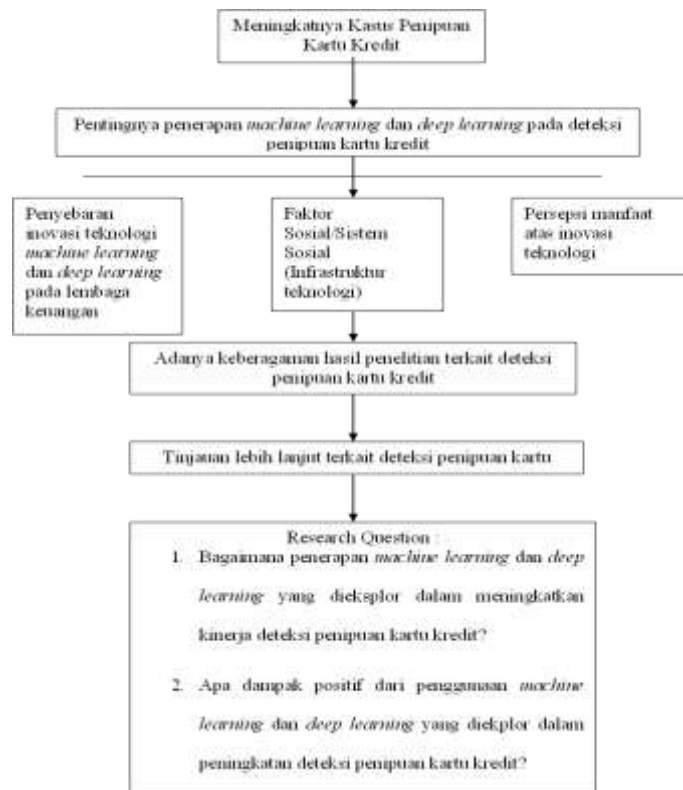 Meningkatnya Kasus Penipuan
Kartu Kredit
Pentingnya penerapan machine learning dan deep learning pada deteksi
penipuan kartu kredit
Penyebaran
inovasi teknologi
machine learning
dan deep learning
pada lembaga
keuangan
Faktor
Sosial/Sistem
Sosial
(Infrastruktur
teknologi)
Persepsi manfaat
atas inovasi
teknologi
Adanya keberagaman hasil penelitian terkait deteksi
penipuan kartu kredit
Tinjauan lebih lanjut terkait deteksi penipuan kartu
Research Question :
1. Bagaimana penerapan machine learning dan deep
learning yang dieksplor dalam meningkatkan
kinerja deteksi penipuan kartu kredit?
2. Apa dampak positif dari penggunaan machine
learning dan deep learning yang diekplor dalam
peningkatan deteksi penipuan kartu kredit?